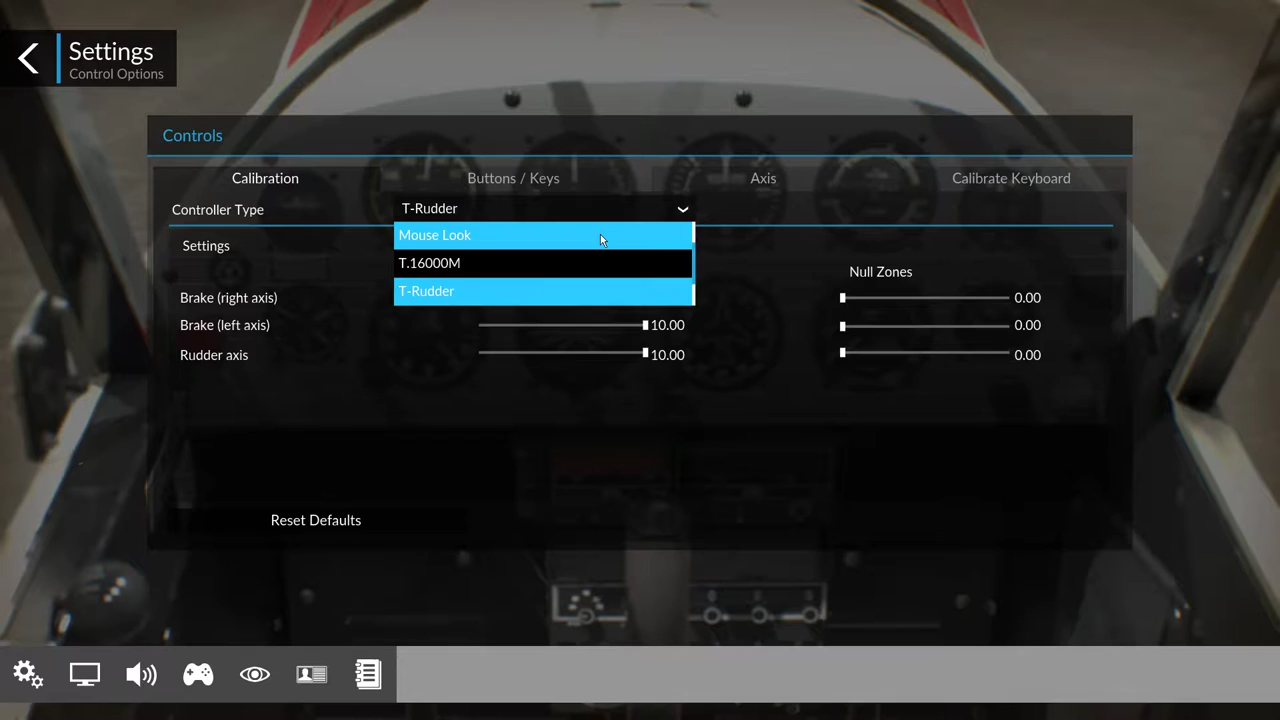 Settings
Control Options
Controls
Calibration Buttons / Keys Axis Calibrate Keyboard
Controller Type T-Rudder
Mouse Look
T.16000M
T-Rudder
Settings
Null Zones
Brake (right axis) 0.00
Brake (left axis) 10.00 0.00
Rudder axis 10.00 0.00
Reset Defaults